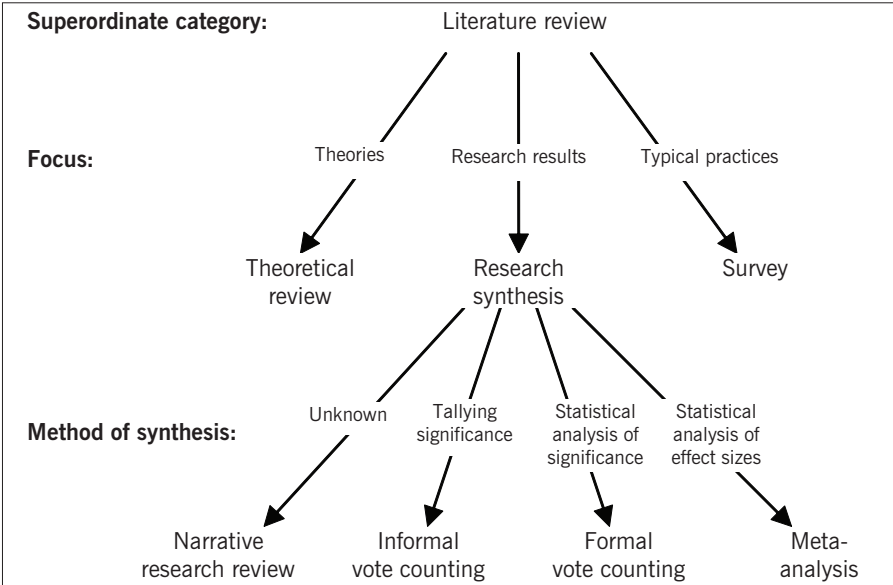 Superordinate category: Literature review
Focus: Theories Research results Typical practices
Theoretical
review
Research
synthesis
Survey
Method of synthesis:
Unknown
Tallying
significance
Statistical
analysis of
significance
Statistical
analysis of
effect sizes
Narrative
research review
Informal
vote counting
Formal
vote counting
Meta-
analysis